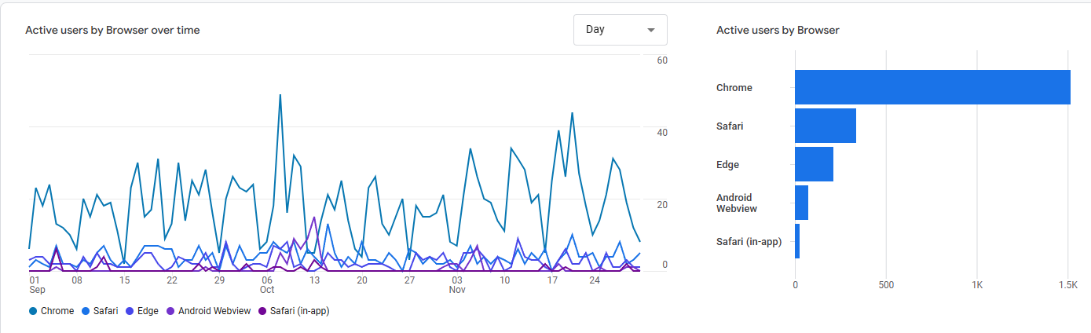 Active users by Browser over time
Day
60
40
20
0
01 08 15 22 29 06 13 20 27 03 10 17 24
Sep Oct Nov
Chrome Safari Edge Android Webview Safari (in-app)
Active users by Browser
Chrome
Safari
Edge
Android
Webview
Safari (in-app)
0 500 1K 1.5K